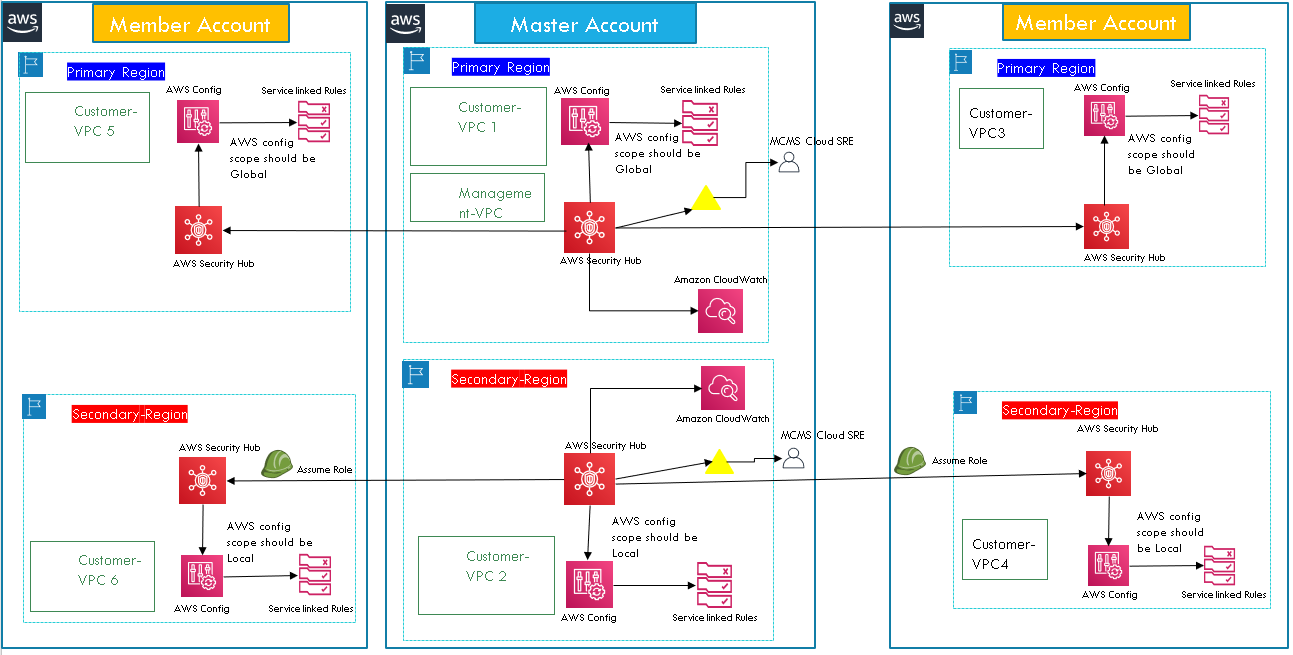 aws
Member Account
Primary Region
AWS Config
Service linked Rules
Customer-
VPC 5
AWS config
scope should be
Global
AWS Security Hub
Secondary-Region
AWS Security Hub
Assume Role
AWS config
scope should be
Local
Customer-
VPC 6
AWS Config
Service linked Rules
aws
Master Account
Primary Region
AWS Config
Service linked Rules
Customer-
VPC 1
AWS config
scope should be
Global
MCMS Cloud SRE
Manageme
nt-VPC
AWS Security Hub
Amazon CloudWatch
Secondary-Region
Amazon CloudWatch
AWS Security Hub
MCMS Cloud SRE
AWS config
scope should be
Local
Customer-
VPC 2
AWS Config
Service linked Rules
aws
Member Account
Primary Region
AWS Config
Service linked Rules
Customer-
VPC3
AWS config
scope should
be Global
AWS Security Hub
Secondary-Region
AWS Security Hub
Assume Role
AWS config
scope should
be Local
Customer-
VPC4
AWS Config
Service linked Rules